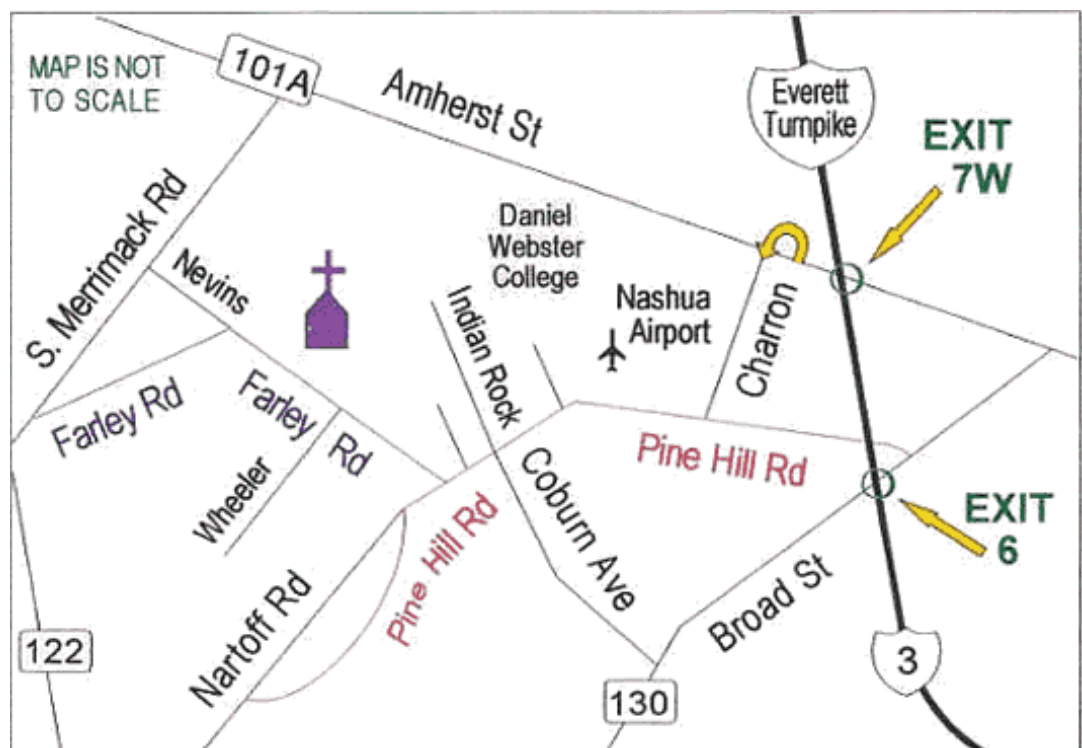 MAP IS NOT
TO SCALE
101A
Amherst St
Everett
Turnpike
EXIT
7W
S. Merrimack Rd
Nevins
Daniel
Webster
College
Indian Rock
Nashua
Airport
Charron
Farley Rd
Farley Rd
Wheeler
Pine Hill Rd
Coburn Ave
Pine Hill Rd
EXIT
6
Nartoff Rd
Broad St
122
130
3